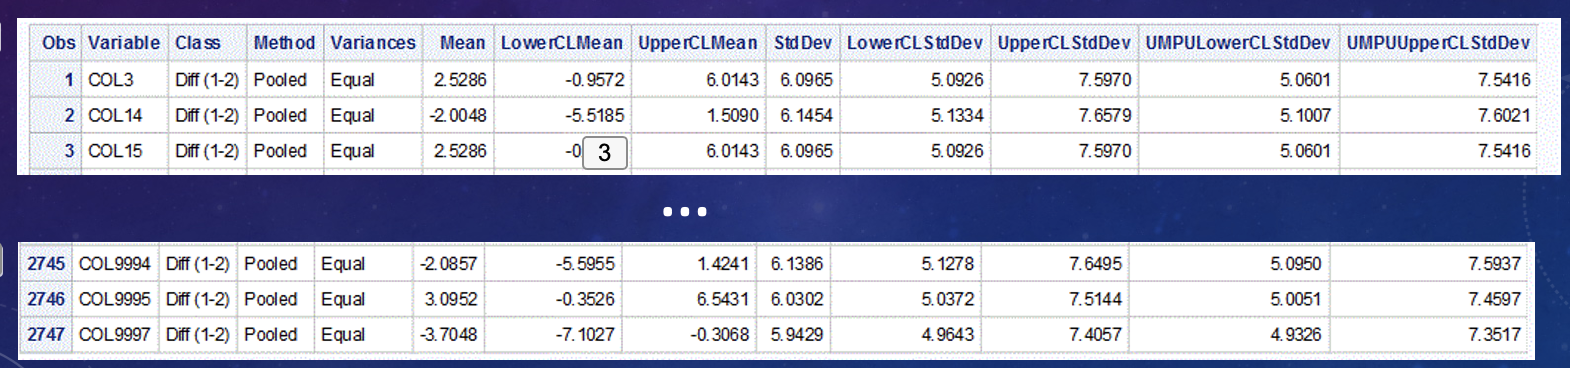 Obs Variable Class Method Variances Mean LowerCLMean UpperCLMean StdDev LowerCLStdDev UpperCLStdDev UMPULowerCLStdDev UMPUUpperCLStdDev
1 COL3 Diff (1-2) Pooled Equal 2.5286 -0.9572 6.0143 6.0965 5.0926 7.5970 5.0601 7.5416
2 COL14 Diff (1-2) Pooled Equal -2.0048 -5.5185 1.5090 6.1454 5.1334 7.6579 5.1007 7.6021
3 COL15 Diff (1-2) Pooled Equal 2.5286 -0 3 6.0143 6.0965 5.0926 7.5970 5.0601 7.5416
...
2745 COL9994 Diff (1-2) Pooled Equal -2.0857 -5.5955 1.4241 6.1386 5.1278 7.6495 5.0950 7.5937
2746 COL9995 Diff (1-2) Pooled Equal 3.0952 -0.3526 6.5431 6.0302 5.0372 7.5144 5.0051 7.4597
2747 COL9997 Diff (1-2) Pooled Equal -3.7048 -7.1027 -0.3068 5.9429 4.9643 7.4057 4.9326 7.3517